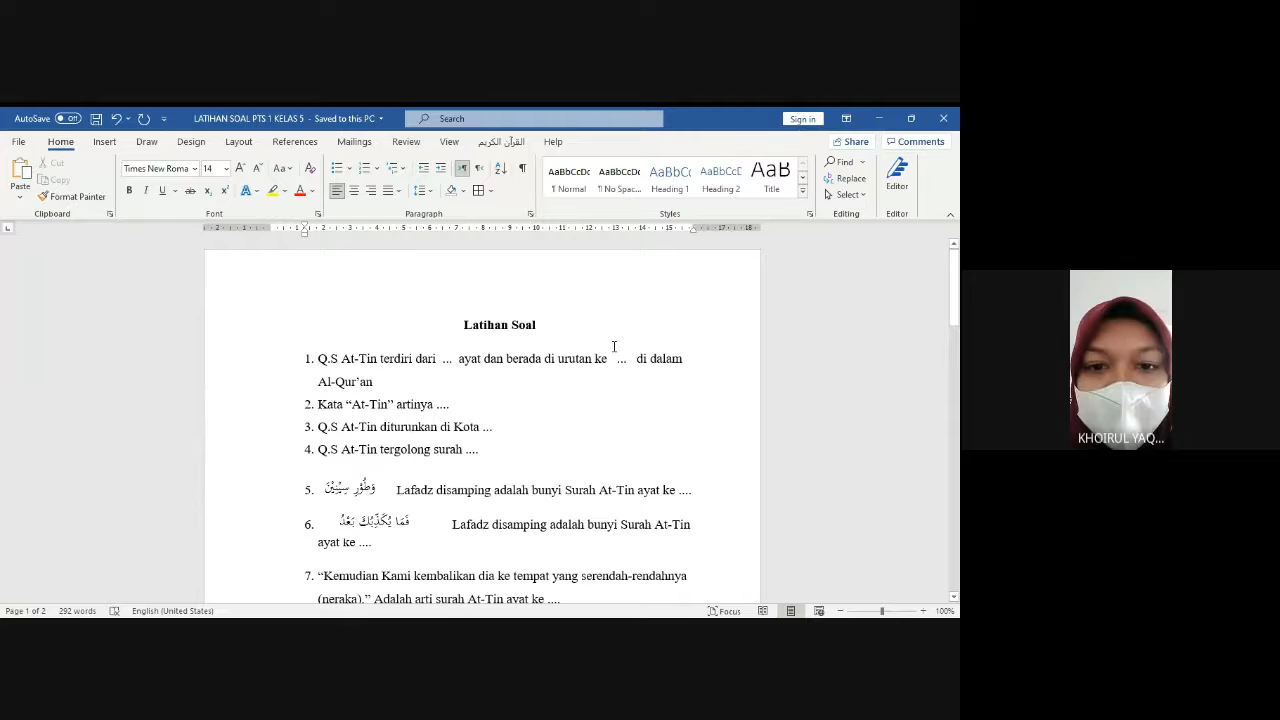 AutoSave Off LATIHAN SOAL PTS 1 KELAS 5 - Saved to this PC Search Sign in
File Home Insert Draw Design Layout References Mailings Review View القرآن الكريم Help Share Comments
Paste Cut Copy Format Painter
Times New Roma 14
AaBbCcDc AaBbCcDc AaBbCc AaBbCcD AaB
¶ Normal ¶ No Spac... Heading 1 Heading 2 Title
Find Replace Select Editor
Clipboard Font Paragraph Styles Editing Editor
Latihan Soal
1. Q.S At-Tin terdiri dari ... ayat dan berada di urutan ke ... di dalam
Al-Qur’an
2. Kata “At-Tin” artinya ....
3. Q.S At-Tin diturunkan di Kota ...
4. Q.S At-Tin tergolong surah ....
5. وَطُوْرِ سِيْنِيْنَ Lafadz disamping adalah bunyi Surah At-Tin ayat ke ....
6. فَمَا يُكَذِّبُكَ بَعْدُ Lafadz disamping adalah bunyi Surah At-Tin
ayat ke ....
7. “Kemudian Kami kembalikan dia ke tempat yang serendah-rendahnya
(neraka).” Adalah arti surah At-Tin ayat ke ....
Page 1 of 2 292 words English (United States) Focus 100%
KHOIRUL YAQ...